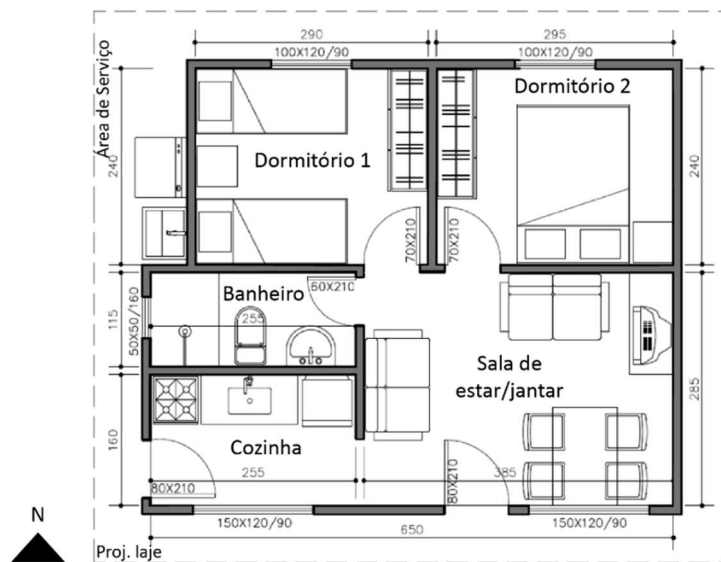 290
295
100X120/90
100X120/90
Área de Serviço
Dormitório 2
240
Dormitório 1
240
70X210
70X210
Banheiro
60X210
115
50X50/160
255
Sala de
estar/jantar
285
160
Cozinha
255
385
80X210
80X210
150X120/90
150X120/90
650
N
Proj. laje